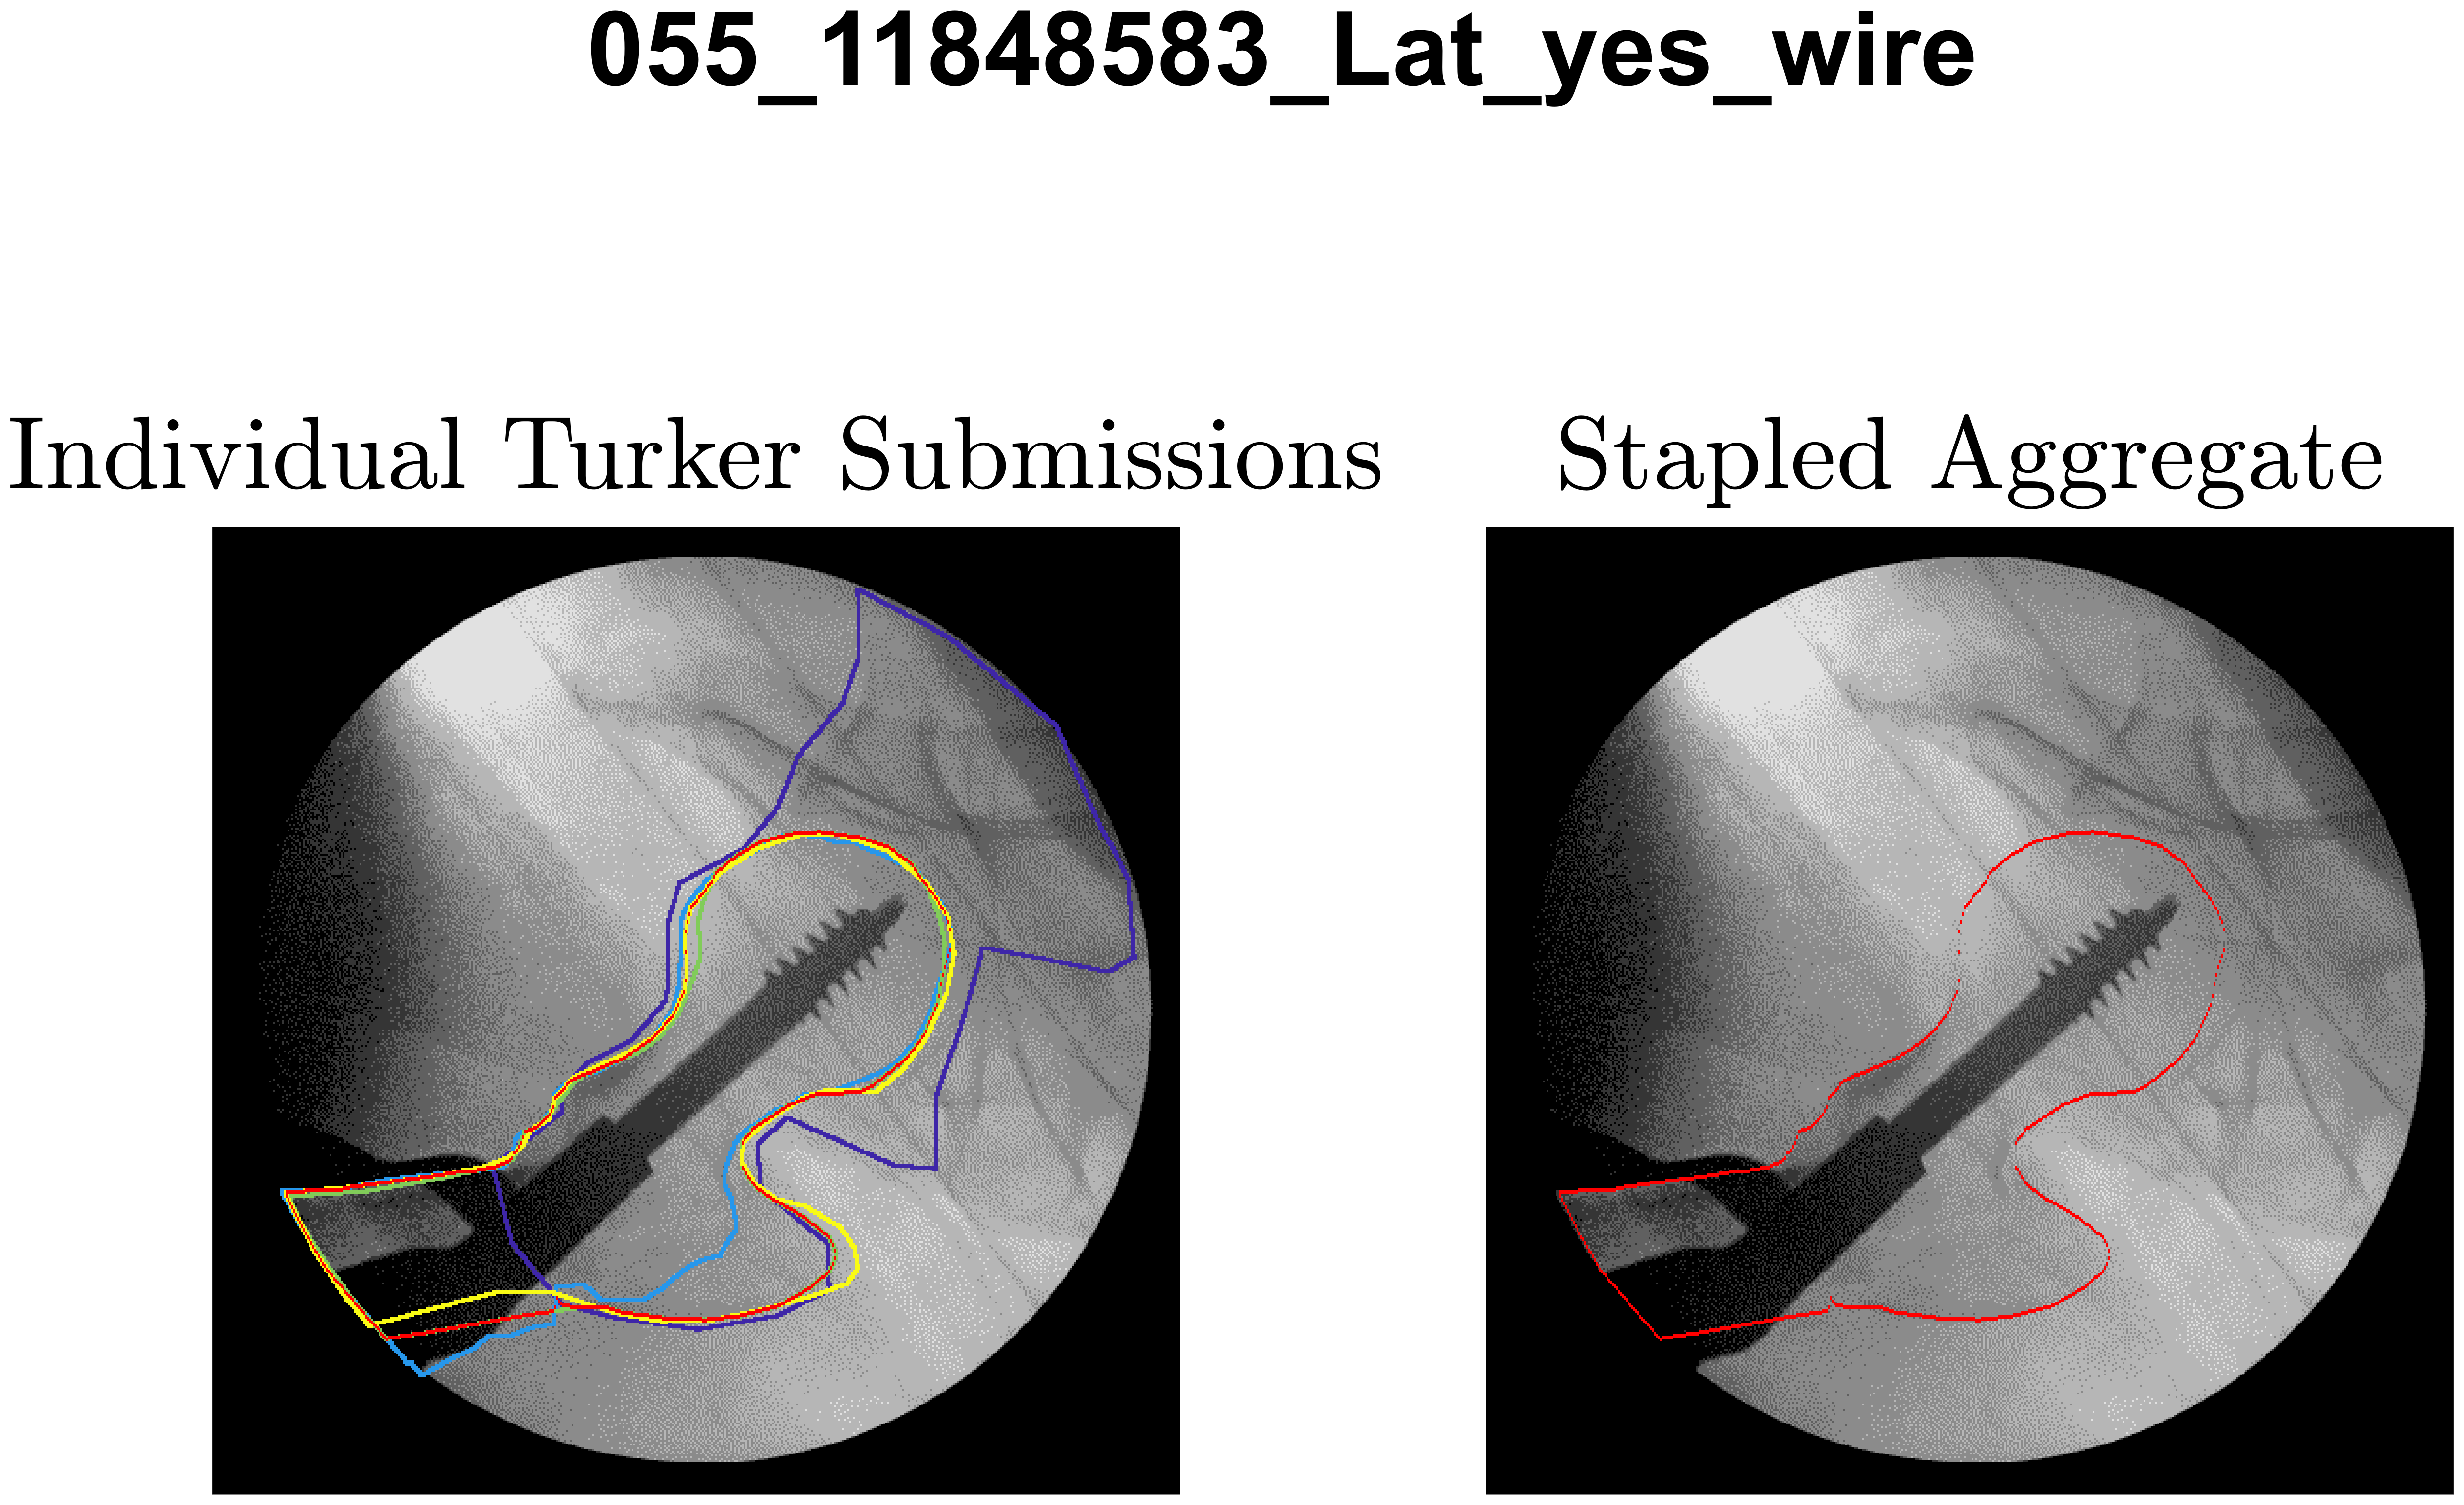 055_11848583_Lat_yes_wire
Individual Turker Submissions
Stapled Aggregate